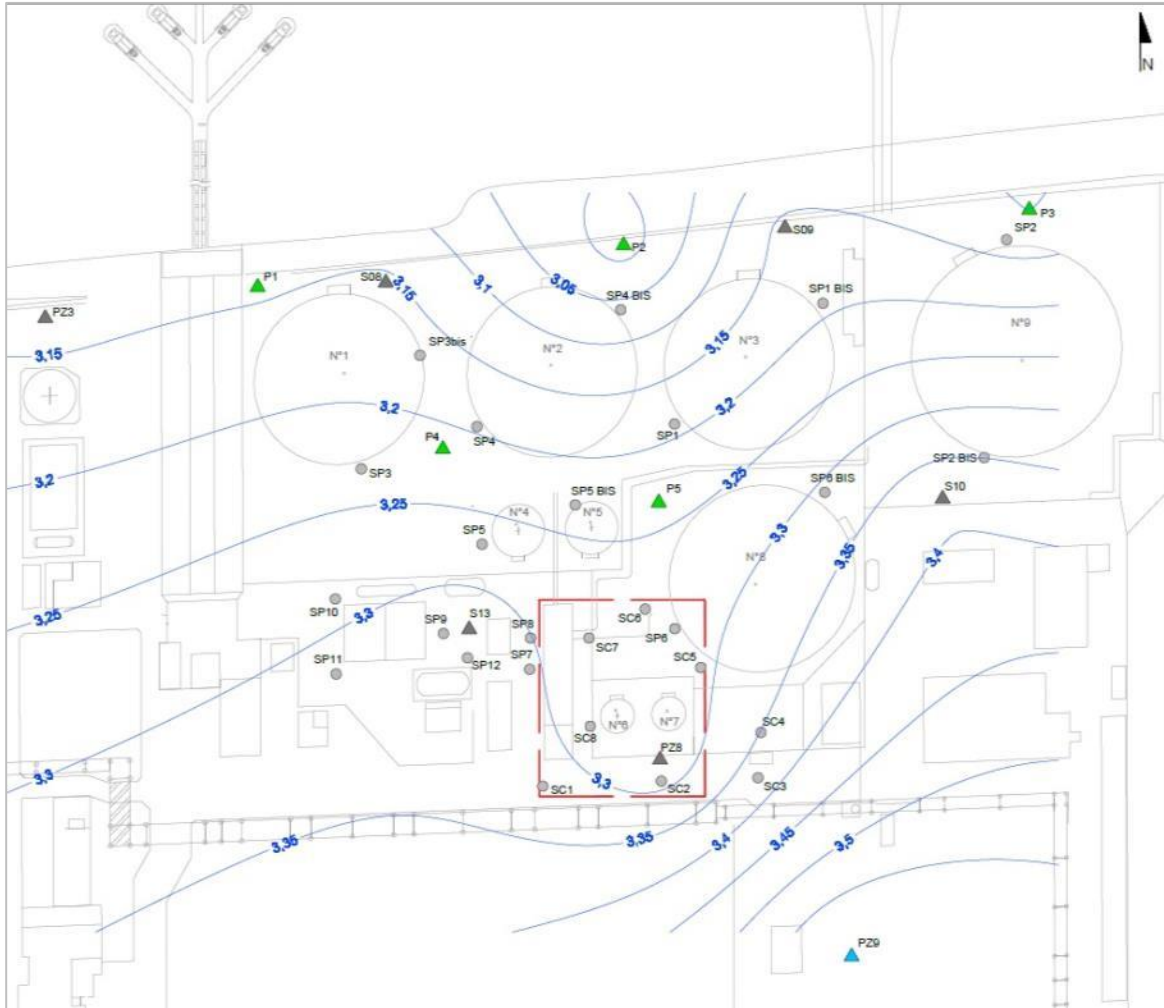 N
P3
SP2
S09
P2
P1
S08
3,05
3,1
3,15
SP4 BIS
SP1 BIS
PZ3
3,15
SP3bis
N°1
N°2
N°3
N°9
3,15
3,2
3,2
P4
SP4
SP1
SP3
3,2
3,25
SP2 BIS
S10
SP6 BIS
P5
SP5 BIS
3,25
N°4
N°5
SP5
3,3
3,35
3,4
N°8
3,25
SP10
3,3
SP9
S13
SP8
SC6
SP6
SC7
SP7
SP12
SP11
SC5
N°6
N°7
SC8
SC4
PZ8
3,3
SC1
3,3
SC2
SC3
3,35
3,35
3,4
3,45
3,5
PZ9